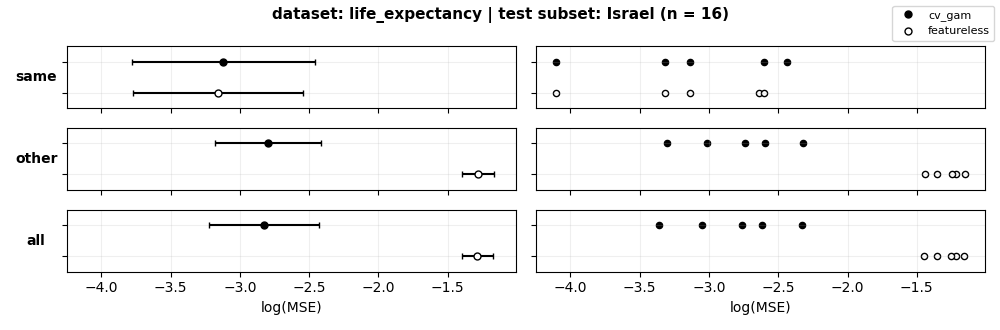 dataset: life_expectancy | test subset: Israel (n = 16)
cv_gam
featureless
same
other
all
−4.0 −3.5 −3.0 −2.5 −2.0 −1.5
log(MSE)
−4.0 −3.5 −3.0 −2.5 −2.0 −1.5
log(MSE)